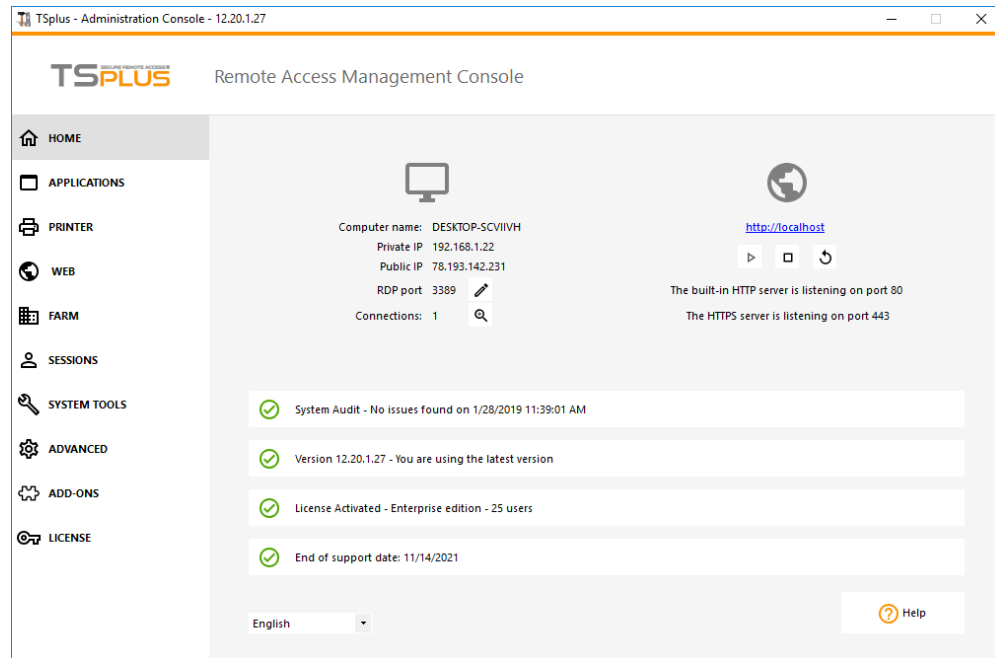 TSplus - Administration Console - 12.20.1.27
SECURE REMOTE ACCESS®
TSPLUS
Remote Access Management Console
HOME
APPLICATIONS
PRINTER
WEB
FARM
SESSIONS
SYSTEM TOOLS
ADVANCED
ADD-ONS
LICENSE
Computer name: DESKTOP-SCVIIVH
Private IP 192.168.1.22
Public IP 78.193.142.231
RDP port 3389
Connections: 1
http://localhost
The built-in HTTP server is listening on port 80
The HTTPS server is listening on port 443
System Audit - No issues found on 1/28/2019 11:39:01 AM
Version 12.20.1.27 - You are using the latest version
License Activated - Enterprise edition - 25 users
End of support date: 11/14/2021
English
Help